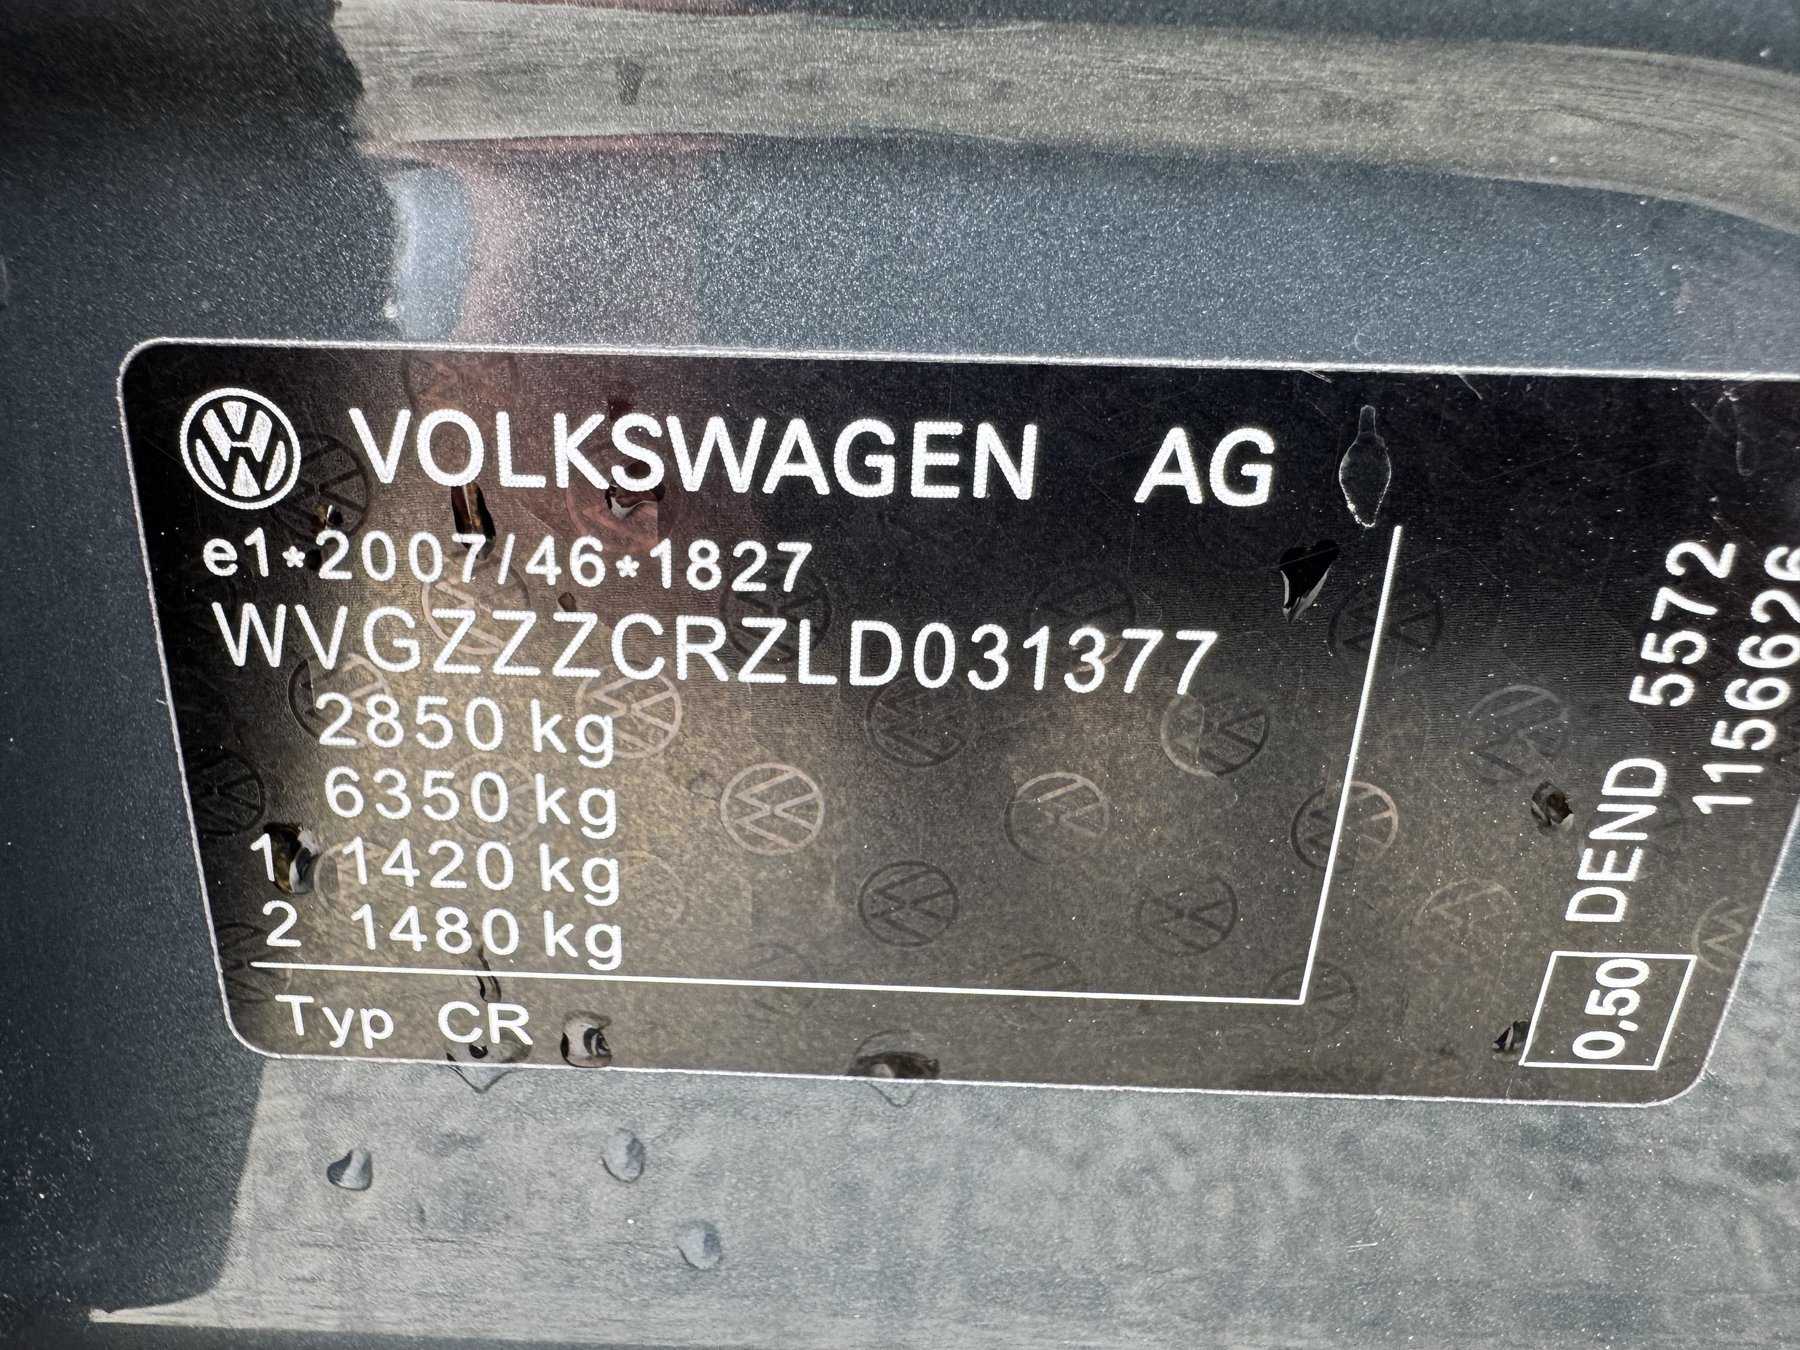 VOLKSWAGEN AG
e1*2007/46*1827
WVGZZZCRZLD031377
2850 kg
6350 kg
1 1420 kg
2 1480 kg
Typ CR
DEND 5572
1156626
0,50